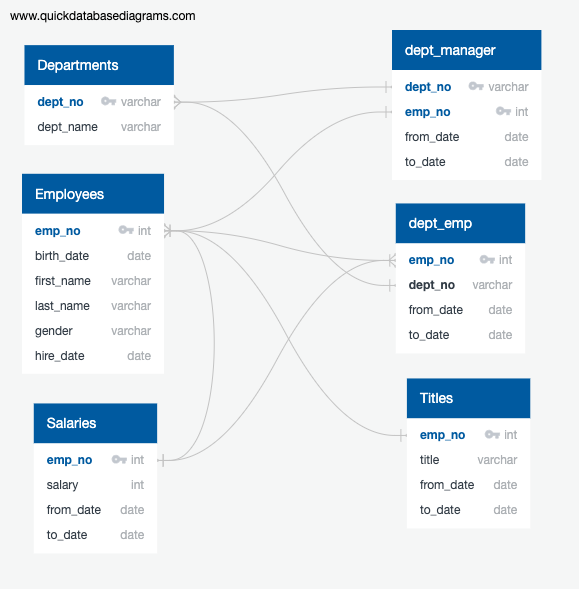 www.quickdatabasediagrams.com
Departments
dept_no varchar
dept_name varchar
dept_manager
dept_no varchar
emp_no int
from_date date
to_date date
Employees
emp_no int
birth_date date
first_name varchar
last_name varchar
gender varchar
hire_date date
dept_emp
emp_no int
dept_no varchar
from_date date
to_date date
Salaries
emp_no int
salary int
from_date date
to_date date
Titles
emp_no int
title varchar
from_date date
to_date date